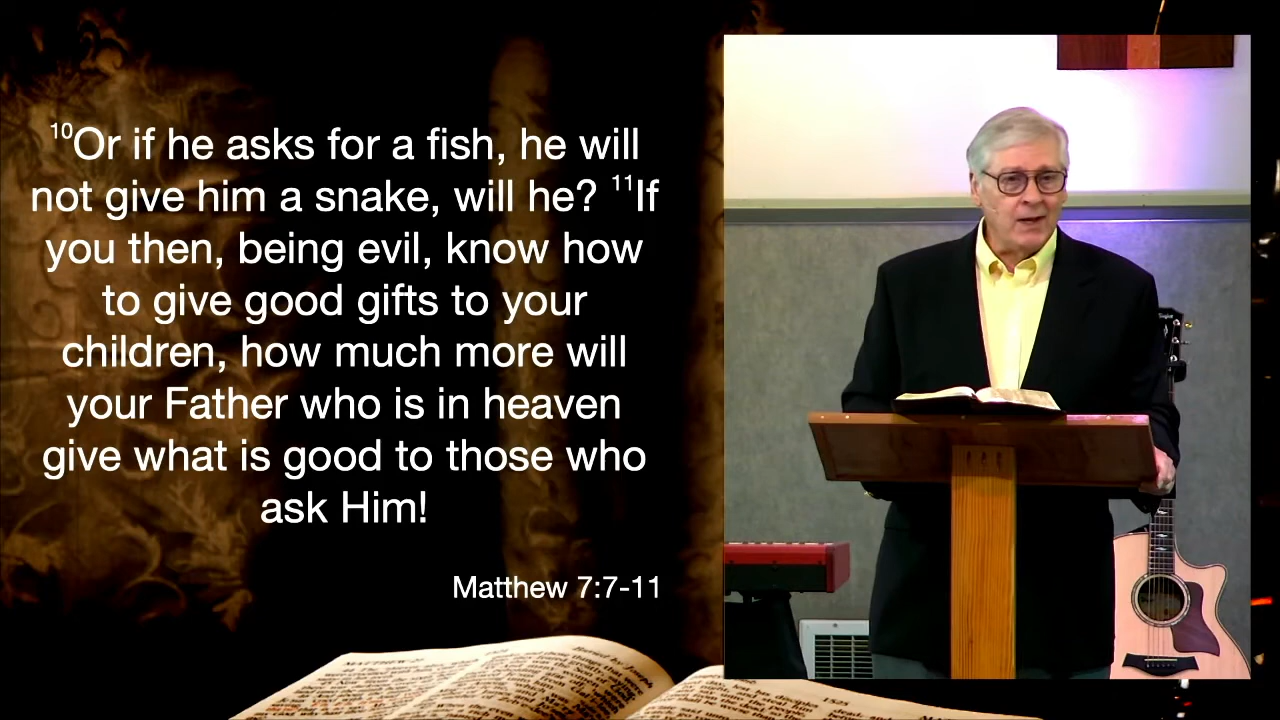 ¹⁰Or if he asks for a fish, he will
not give him a snake, will he? ¹¹If
you then, being evil, know how
to give good gifts to your
children, how much more will
your Father who is in heaven
give what is good to those who
ask Him!
Matthew 7:7-11